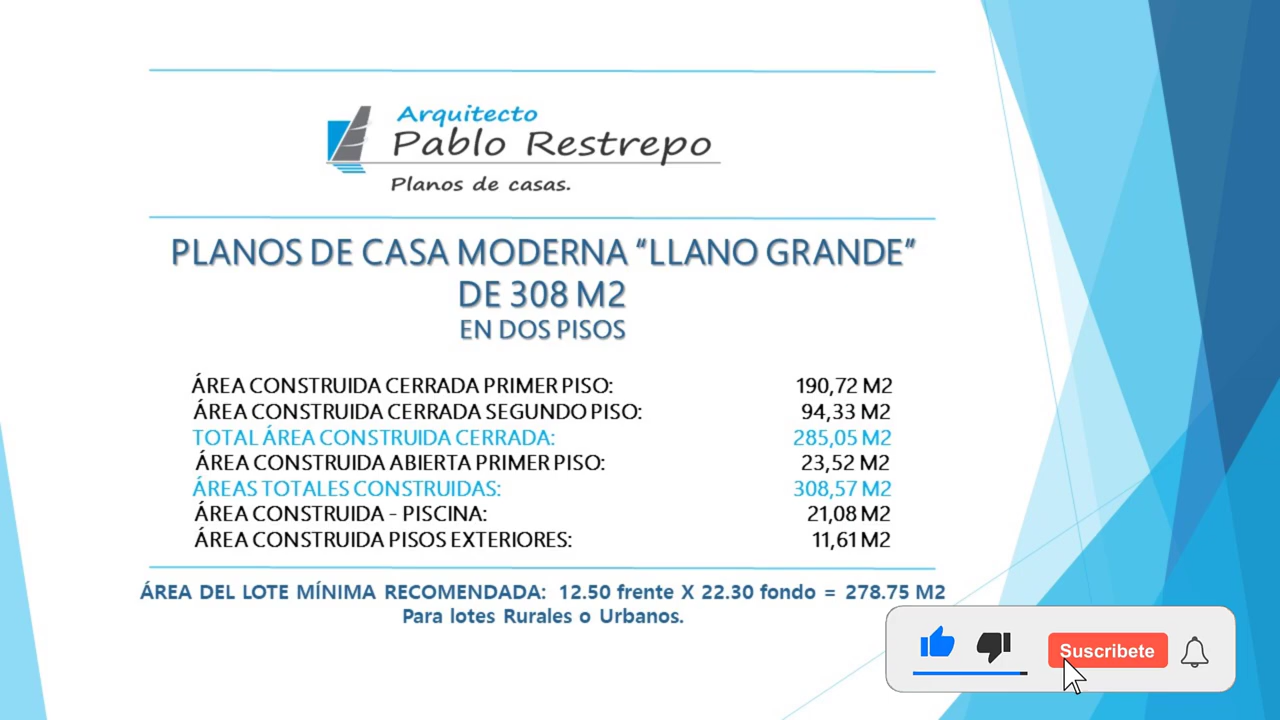 Arquitecto
Pablo Restrepo
Planos de casas.
PLANOS DE CASA MODERNA “LLANO GRANDE”
DE 308 M2
EN DOS PISOS
ÁREA CONSTRUIDA CERRADA PRIMER PISO: 190,72 M2
ÁREA CONSTRUIDA CERRADA SEGUNDO PISO: 94,33 M2
TOTAL ÁREA CONSTRUIDA CERRADA: 285,05 M2
ÁREA CONSTRUIDA ABIERTA PRIMER PISO: 23,52 M2
ÁREAS TOTALES CONSTRUIDAS: 308,57 M2
ÁREA CONSTRUIDA - PISCINA: 21,08 M2
ÁREA CONSTRUIDA PISOS EXTERIORES: 11,61 M2
ÁREA DEL LOTE MÍNIMA RECOMENDADA: 12.50 frente X 22.30 fondo = 278.75 M2
Para lotes Rurales o Urbanos.
Suscribete